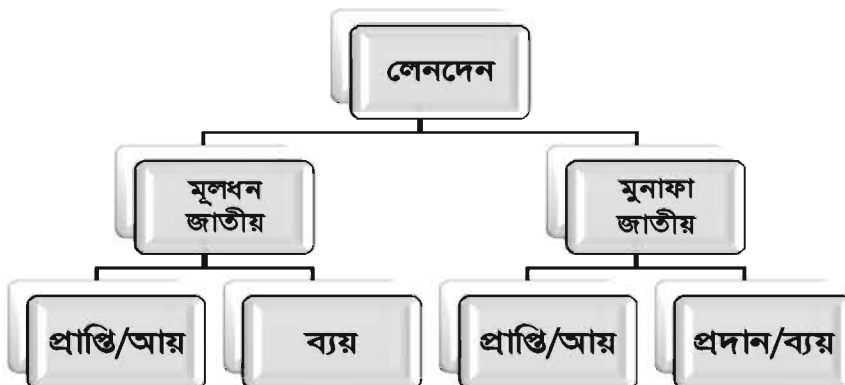 লেনদেন
মূলধন
জাতীয়
মুনাফা
জাতীয়
প্রাপ্তি/আয়
ব্যয়
প্রাপ্তি/আয়
প্রদান/ব্যয়